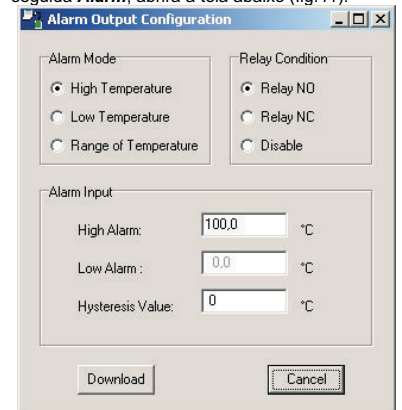 seguida Alarm, abrirá a tela abaixo (fig.11).
Alarm Output Configuration
Alarm Mode
Relay Condition
High Temperature
Relay NO
Low Temperature
Relay NC
Range of Temperature
Disable
Alarm Input
High Alarm: 100,0 °C
Low Alarm : 0,0 °C
Hysteresis Value: 0 °C
Download
Cancel